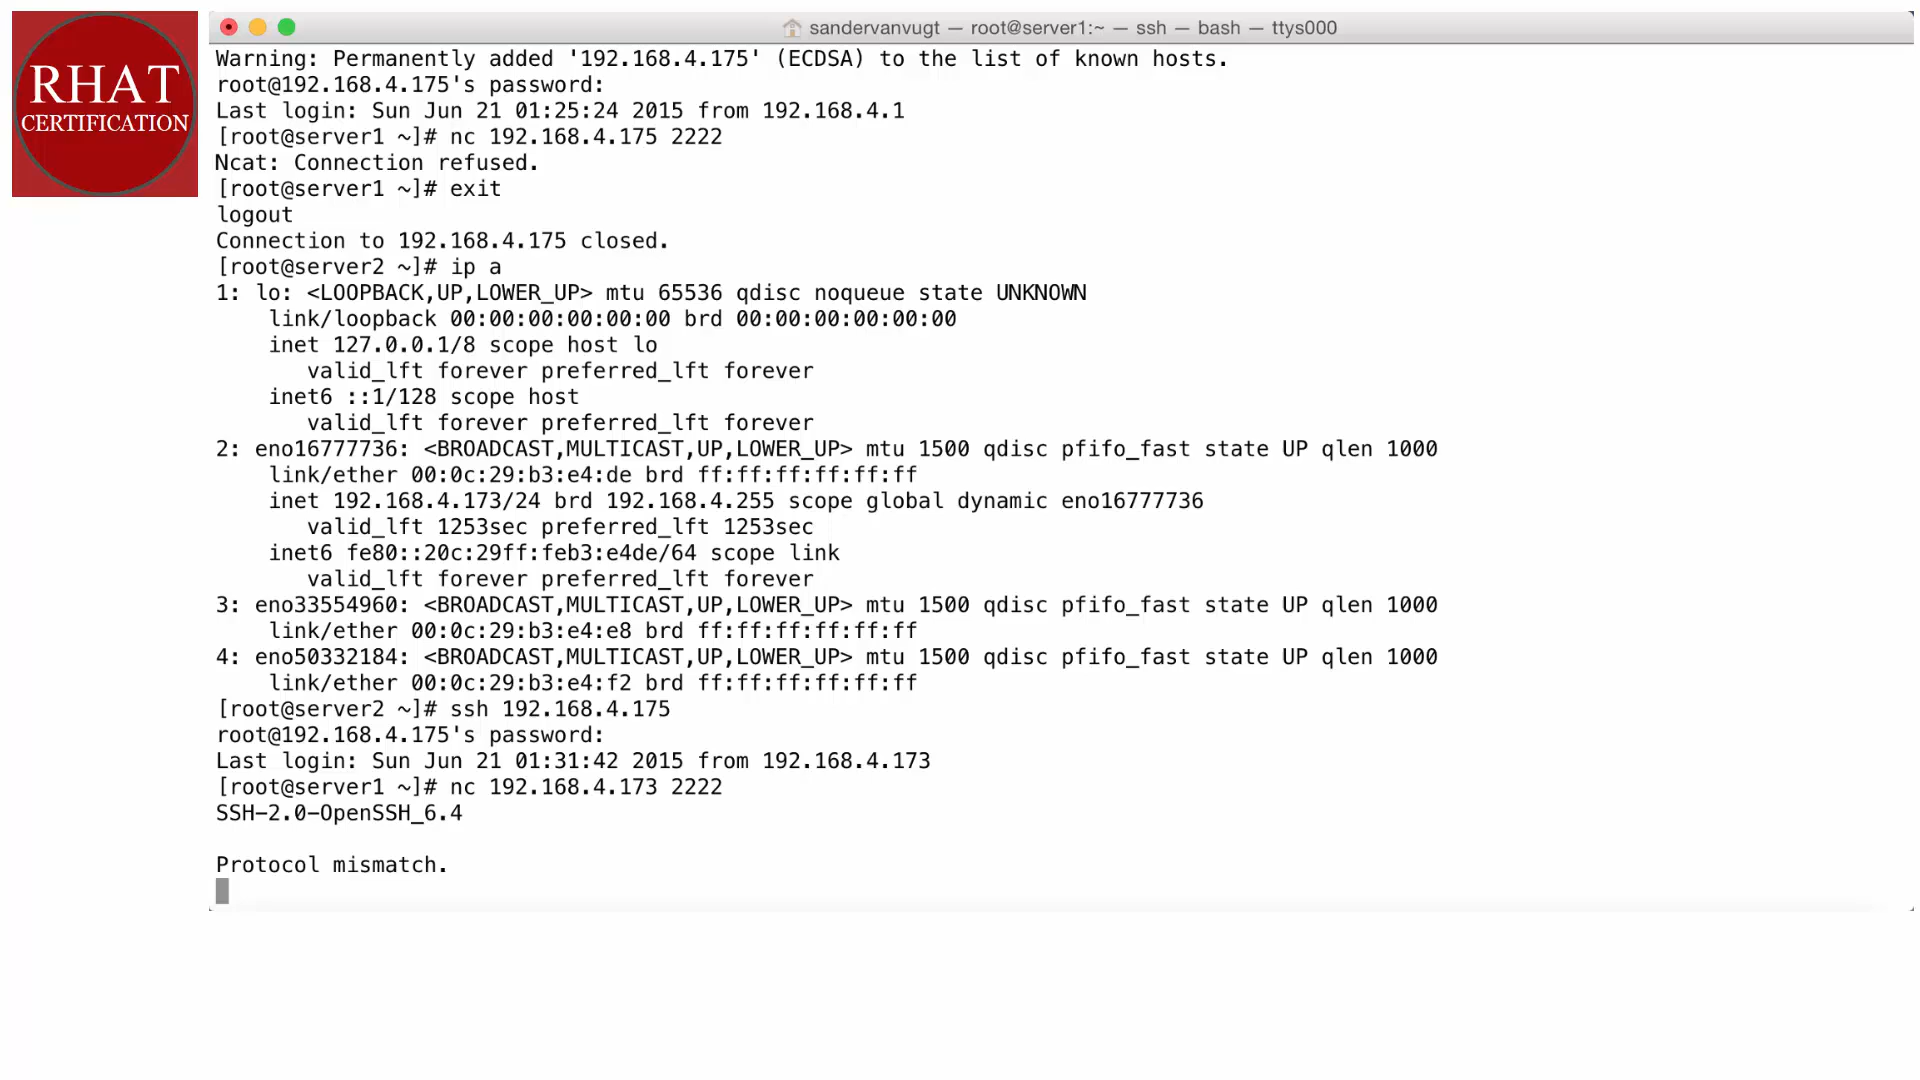 RHAT
CERTIFICATION
sandervanvugt — root@server1:~ — ssh — bash — ttys000
Warning: Permanently added '192.168.4.175' (ECDSA) to the list of known hosts.
root@192.168.4.175's password:
Last login: Sun Jun 21 01:25:24 2015 from 192.168.4.1
[root@server1 ~]# nc 192.168.4.175 2222
Ncat: Connection refused.
[root@server1 ~]# exit
logout
Connection to 192.168.4.175 closed.
[root@server2 ~]# ip a
1: lo: <LOOPBACK,UP,LOWER_UP> mtu 65536 qdisc noqueue state UNKNOWN
    link/loopback 00:00:00:00:00:00 brd 00:00:00:00:00:00
    inet 127.0.0.1/8 scope host lo
       valid_lft forever preferred_lft forever
    inet6 ::1/128 scope host
       valid_lft forever preferred_lft forever
2: eno16777736: <BROADCAST,MULTICAST,UP,LOWER_UP> mtu 1500 qdisc pfifo_fast state UP qlen 1000
    link/ether 00:0c:29:b3:e4:de brd ff:ff:ff:ff:ff:ff
    inet 192.168.4.173/24 brd 192.168.4.255 scope global dynamic eno16777736
       valid_lft 1253sec preferred_lft 1253sec
    inet6 fe80::20c:29ff:feb3:e4de/64 scope link
       valid_lft forever preferred_lft forever
3: eno33554960: <BROADCAST,MULTICAST,UP,LOWER_UP> mtu 1500 qdisc pfifo_fast state UP qlen 1000
    link/ether 00:0c:29:b3:e4:e8 brd ff:ff:ff:ff:ff:ff
4: eno50332184: <BROADCAST,MULTICAST,UP,LOWER_UP> mtu 1500 qdisc pfifo_fast state UP qlen 1000
    link/ether 00:0c:29:b3:e4:f2 brd ff:ff:ff:ff:ff:ff
[root@server2 ~]# ssh 192.168.4.175
root@192.168.4.175's password:
Last login: Sun Jun 21 01:31:42 2015 from 192.168.4.173
[root@server1 ~]# nc 192.168.4.173 2222
SSH-2.0-OpenSSH_6.4
Protocol mismatch.